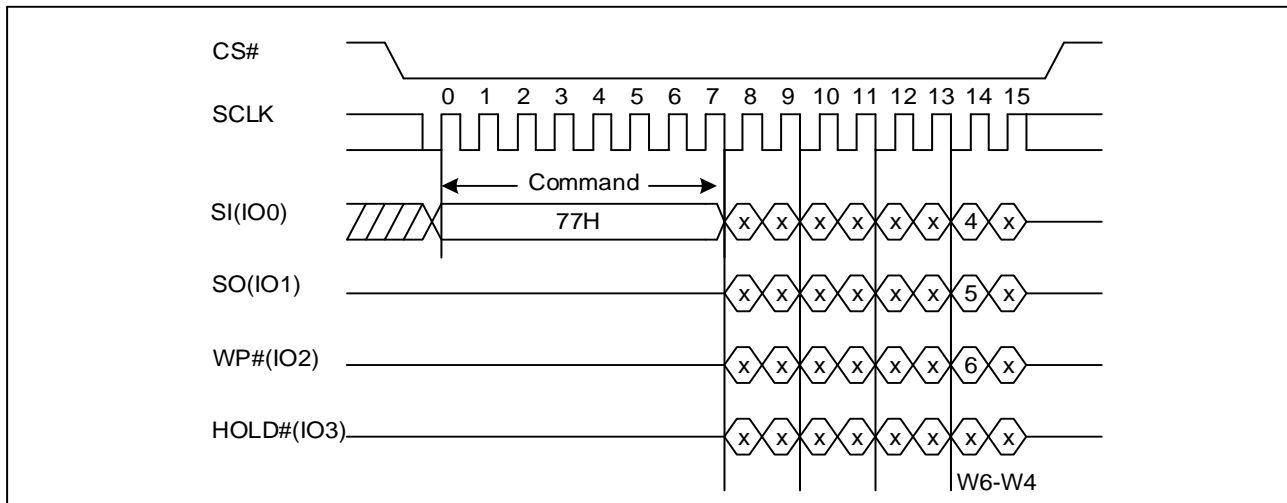 CS#
0 1 2 3 4 5 6 7 8 9 10 11 12 13 14 15
SCLK
Command
SI(IO0) 77H x x x x x x 4 x
SO(IO1) x x x x x x 5 x
WP#(IO2) x x x x x x 6 x
HOLD#(IO3) x x x x x x x x
W6-W4